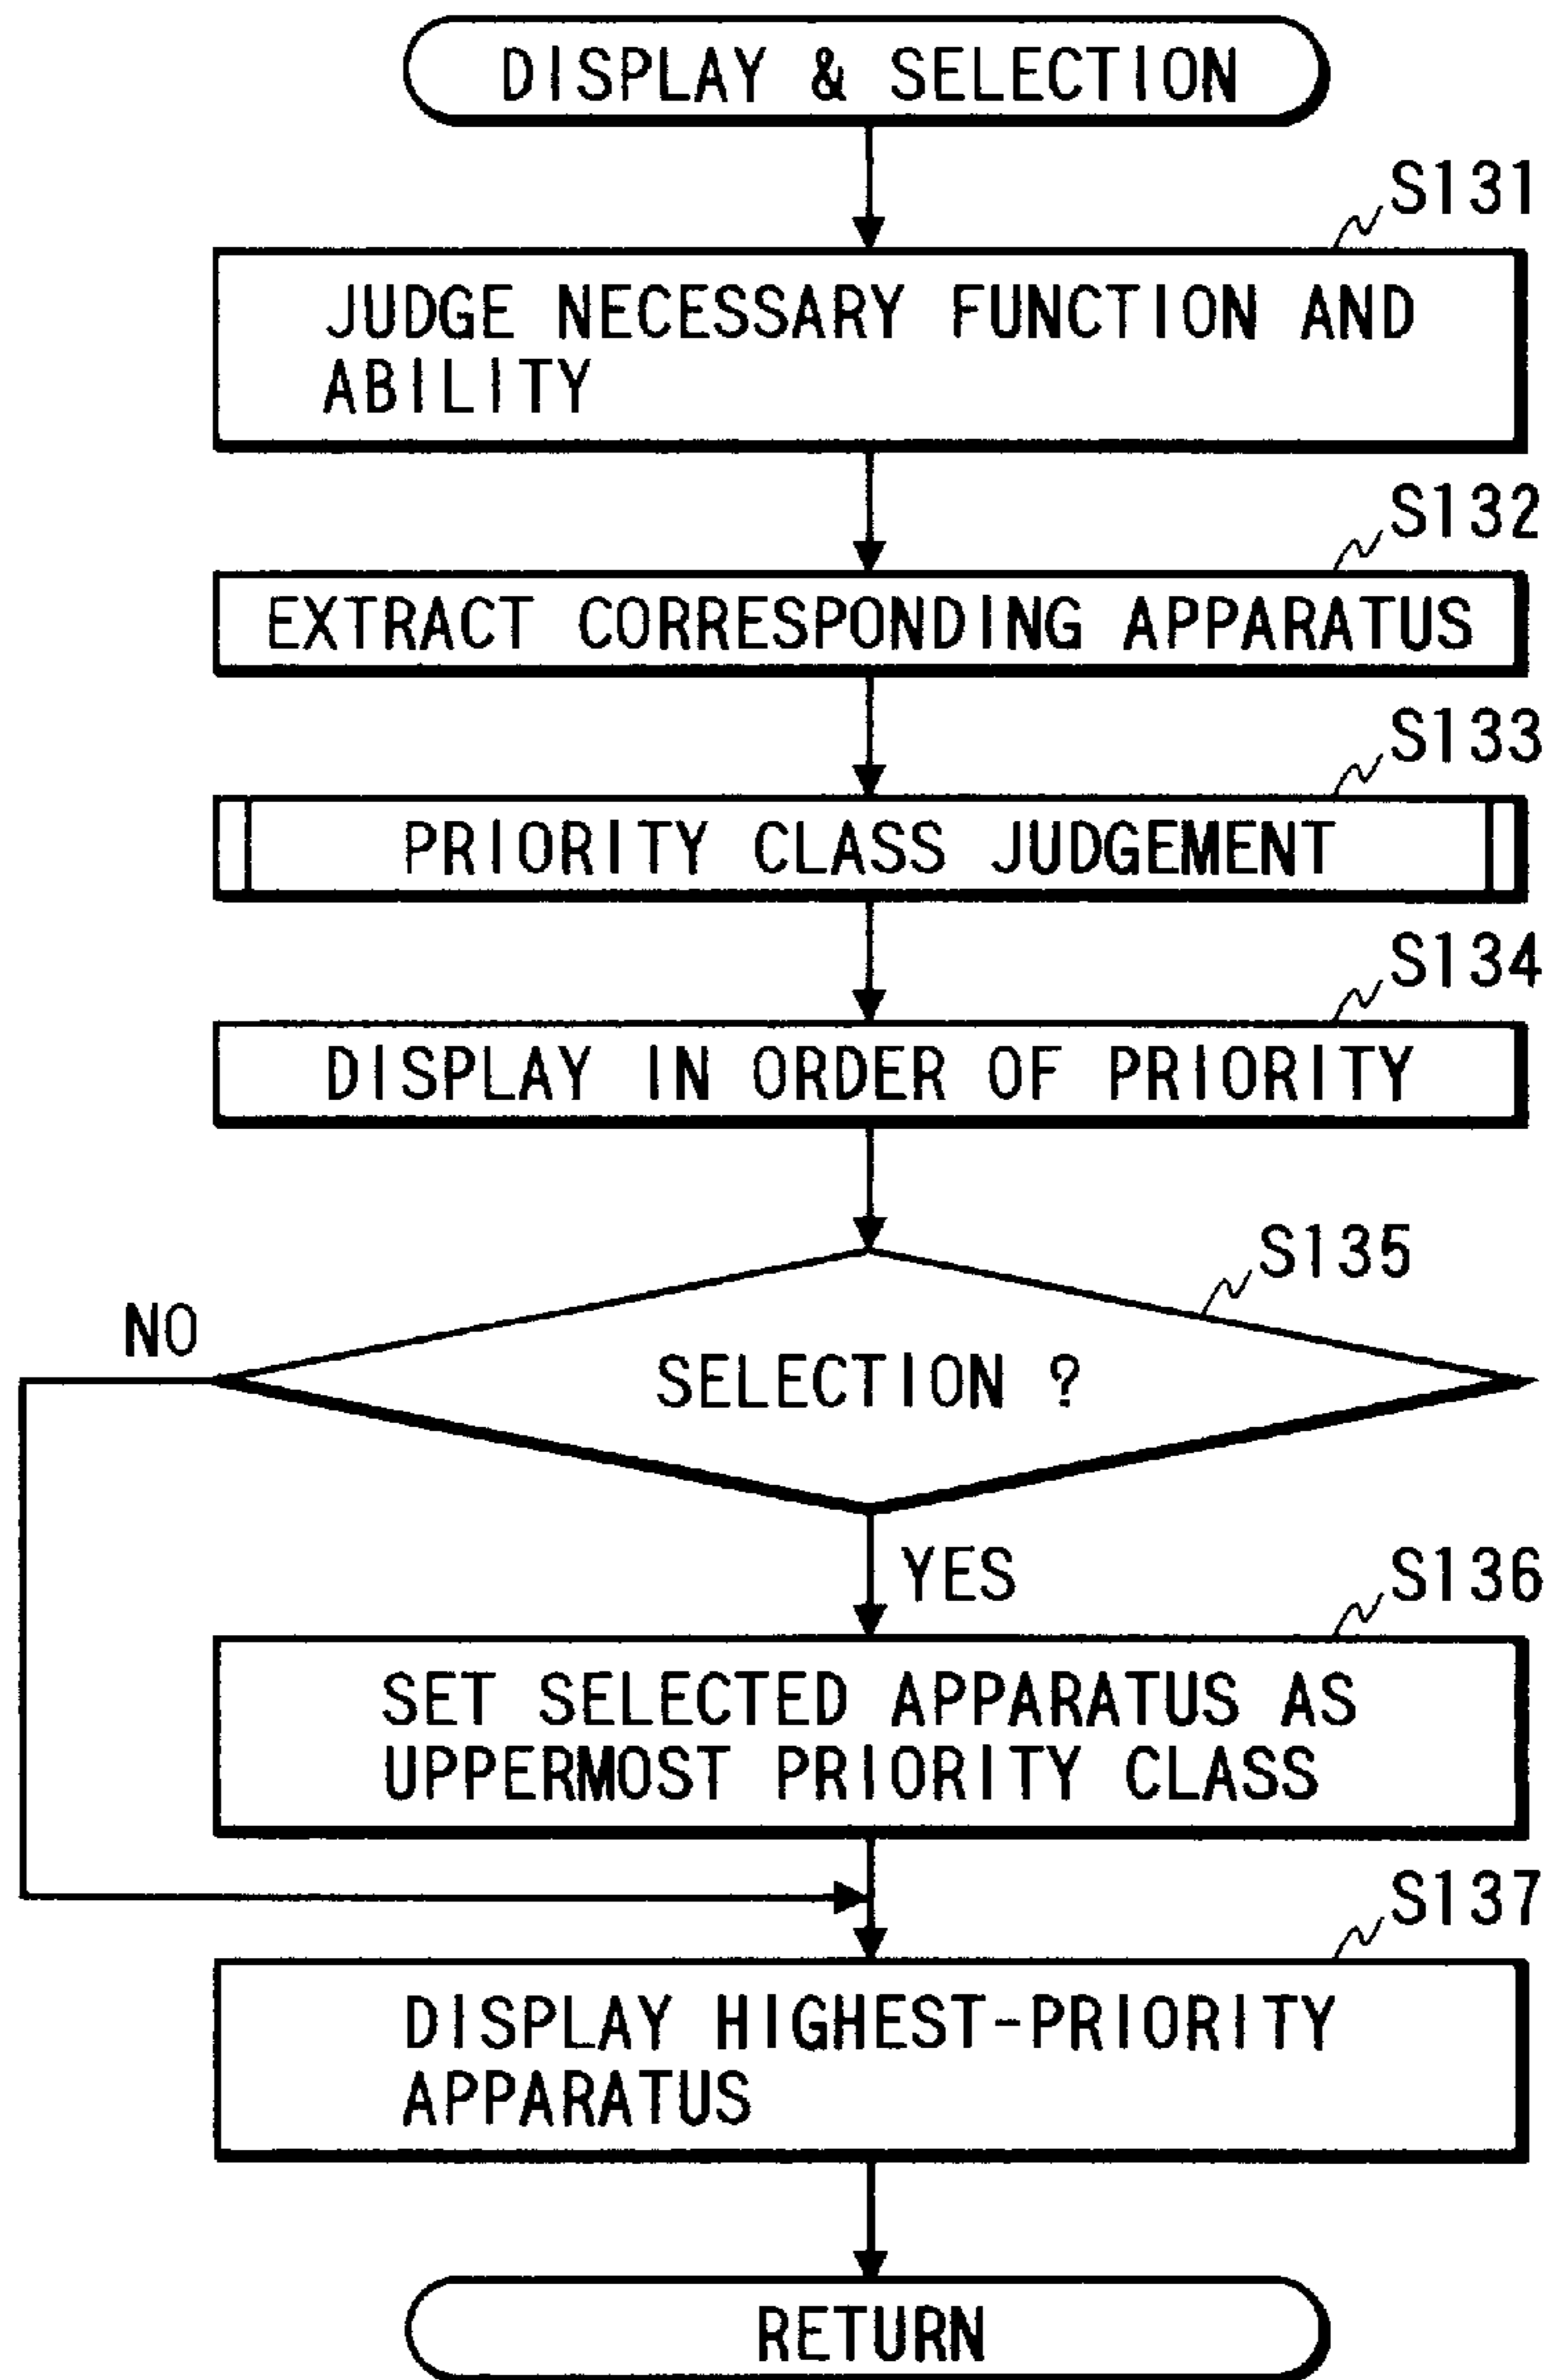 DISPLAY & SELECTION
S131
JUDGE NECESSARY FUNCTION AND
ABILITY
S132
EXTRACT CORRESPONDING APPARATUS
S133
PRIORITY CLASS JUDGEMENT
S134
DISPLAY IN ORDER OF PRIORITY
S135
NO
SELECTION ?
YES
S136
SET SELECTED APPARATUS AS
UPPERMOST PRIORITY CLASS
S137
DISPLAY HIGHEST-PRIORITY
APPARATUS
RETURN